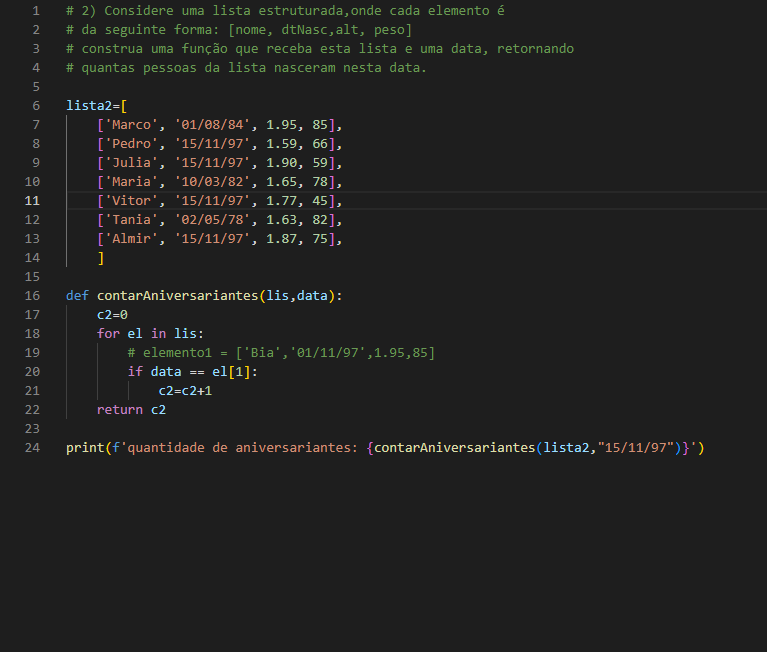 1 # 2) Considere uma lista estruturada,onde cada elemento é
2 # da seguinte forma: [nome, dtNasc,alt, peso]
3 # construa uma função que receba esta lista e uma data, retornando
4 # quantas pessoas da lista nasceram nesta data.
5
6 lista2=[
7     ['Marco', '01/08/84', 1.95, 85],
8     ['Pedro', '15/11/97', 1.59, 66],
9     ['Julia', '15/11/97', 1.90, 59],
10     ['Maria', '10/03/82', 1.65, 78],
11     ['Vitor', '15/11/97', 1.77, 45],
12     ['Tania', '02/05/78', 1.63, 82],
13     ['Almir', '15/11/97', 1.87, 75],
14     ]
15
16 def contarAniversariantes(lis,data):
17     c2=0
18     for el in lis:
19         # elemento1 = ['Bia','01/11/97',1.95,85]
20         if data == el[1]:
21             c2=c2+1
22     return c2
23
24 print(f'quantidade de aniversariantes: {contarAniversariantes(lista2,"15/11/97")}')